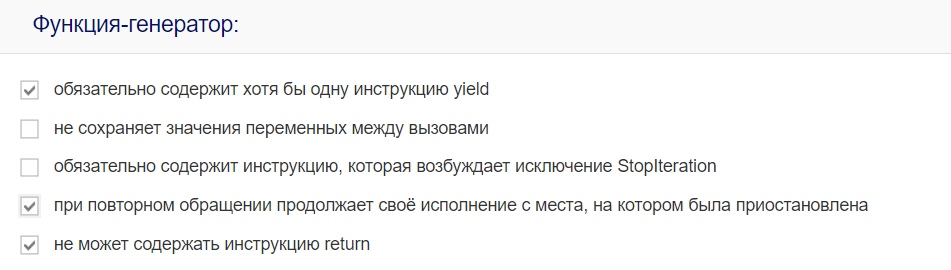 Функция-генератор:
обязательно содержит хотя бы одну инструкцию yield
не сохраняет значения переменных между вызовами
обязательно содержит инструкцию, которая возбуждает исключение StopIteration
при повторном обращении продолжает своё исполнение с места, на котором была приостановлена
не может содержать инструкцию return